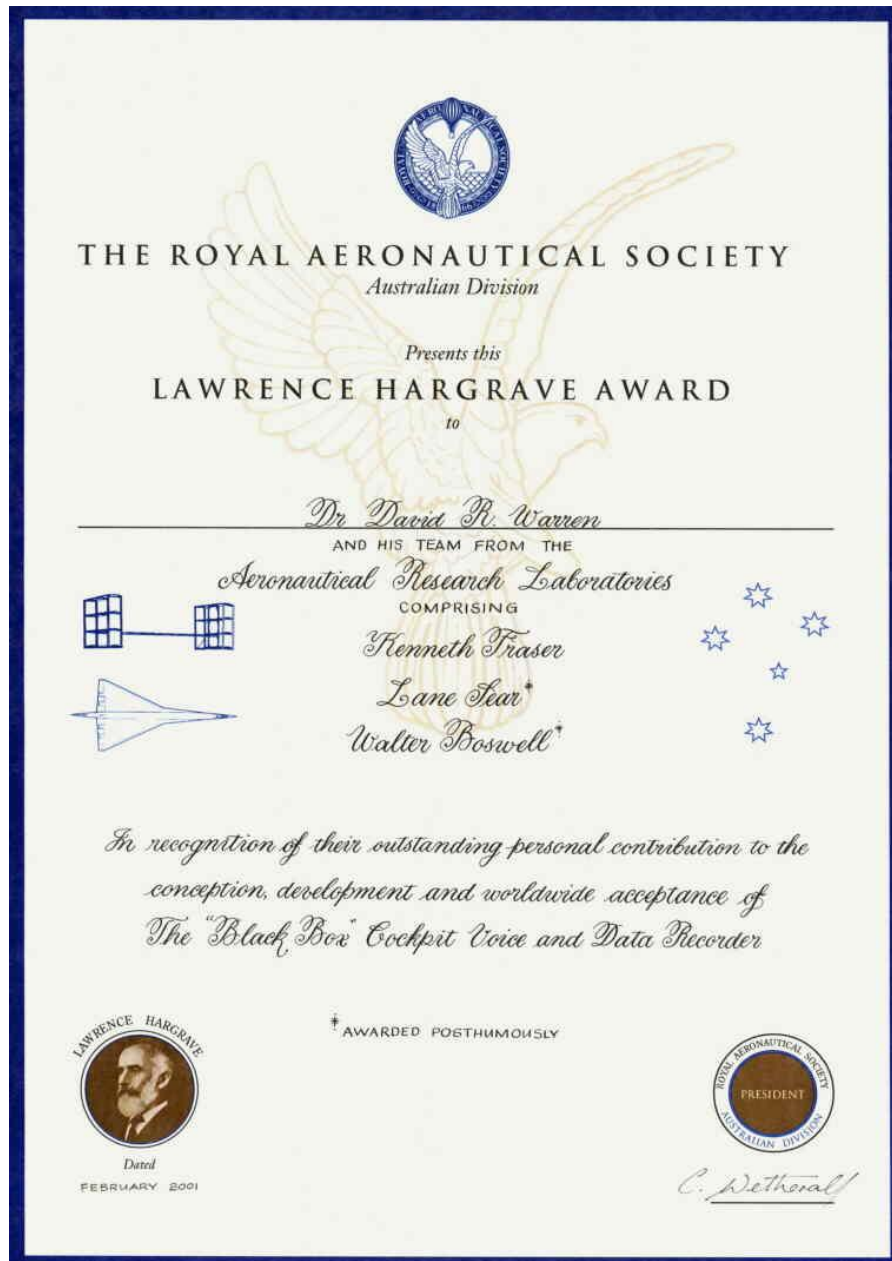 ROYAL AERONAUTICAL SOCIETY
THE ROYAL AERONAUTICAL SOCIETY
Australian Division
Presents this
LAWRENCE HARGRAVE AWARD
to
Dr David R. Warren
AND HIS TEAM FROM THE
Aeronautical Research Laboratories
COMPRISING
Kenneth Fraser
Lane Sear*
Walter Boswell*
In recognition of their outstanding personal contribution to the
conception, development and worldwide acceptance of
The "Black Box" Cockpit Voice and Data Recorder
* AWARDED POSTHUMOUSLY
LAWRENCE HARGRAVE
Dated
FEBRUARY 2001
ROYAL AERONAUTICAL SOCIETY
PRESIDENT
AUSTRALIAN DIVISION
C. Wetherall